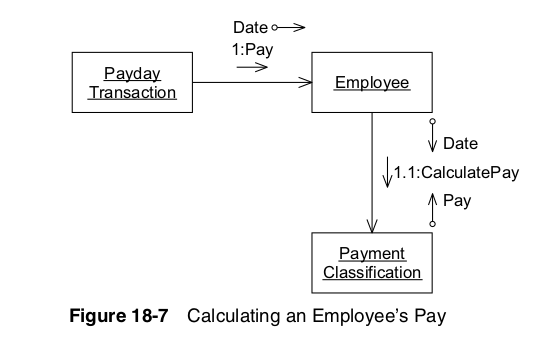 Date
1:Pay
Payday
Transaction
Employee
Date
1.1:CalculatePay
Pay
Payment
Classification
Figure 18-7 Calculating an Employee's Pay